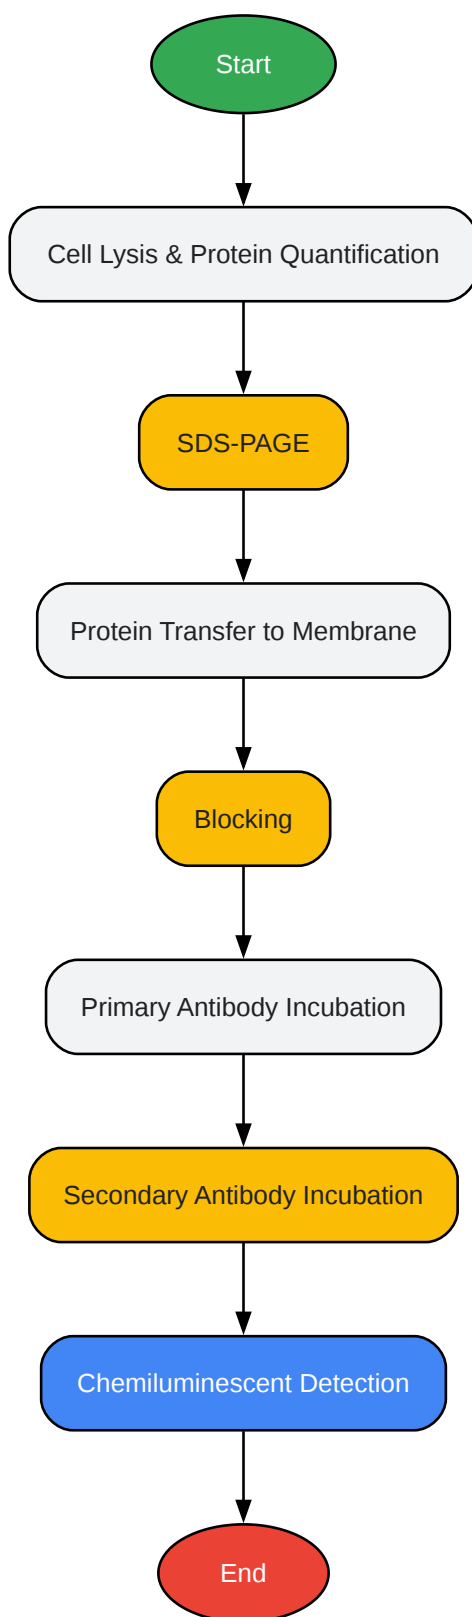 Start
Cell Lysis & Protein Quantification
SDS-PAGE
Protein Transfer to Membrane
Blocking
Primary Antibody Incubation
Secondary Antibody Incubation
Chemiluminescent Detection
End